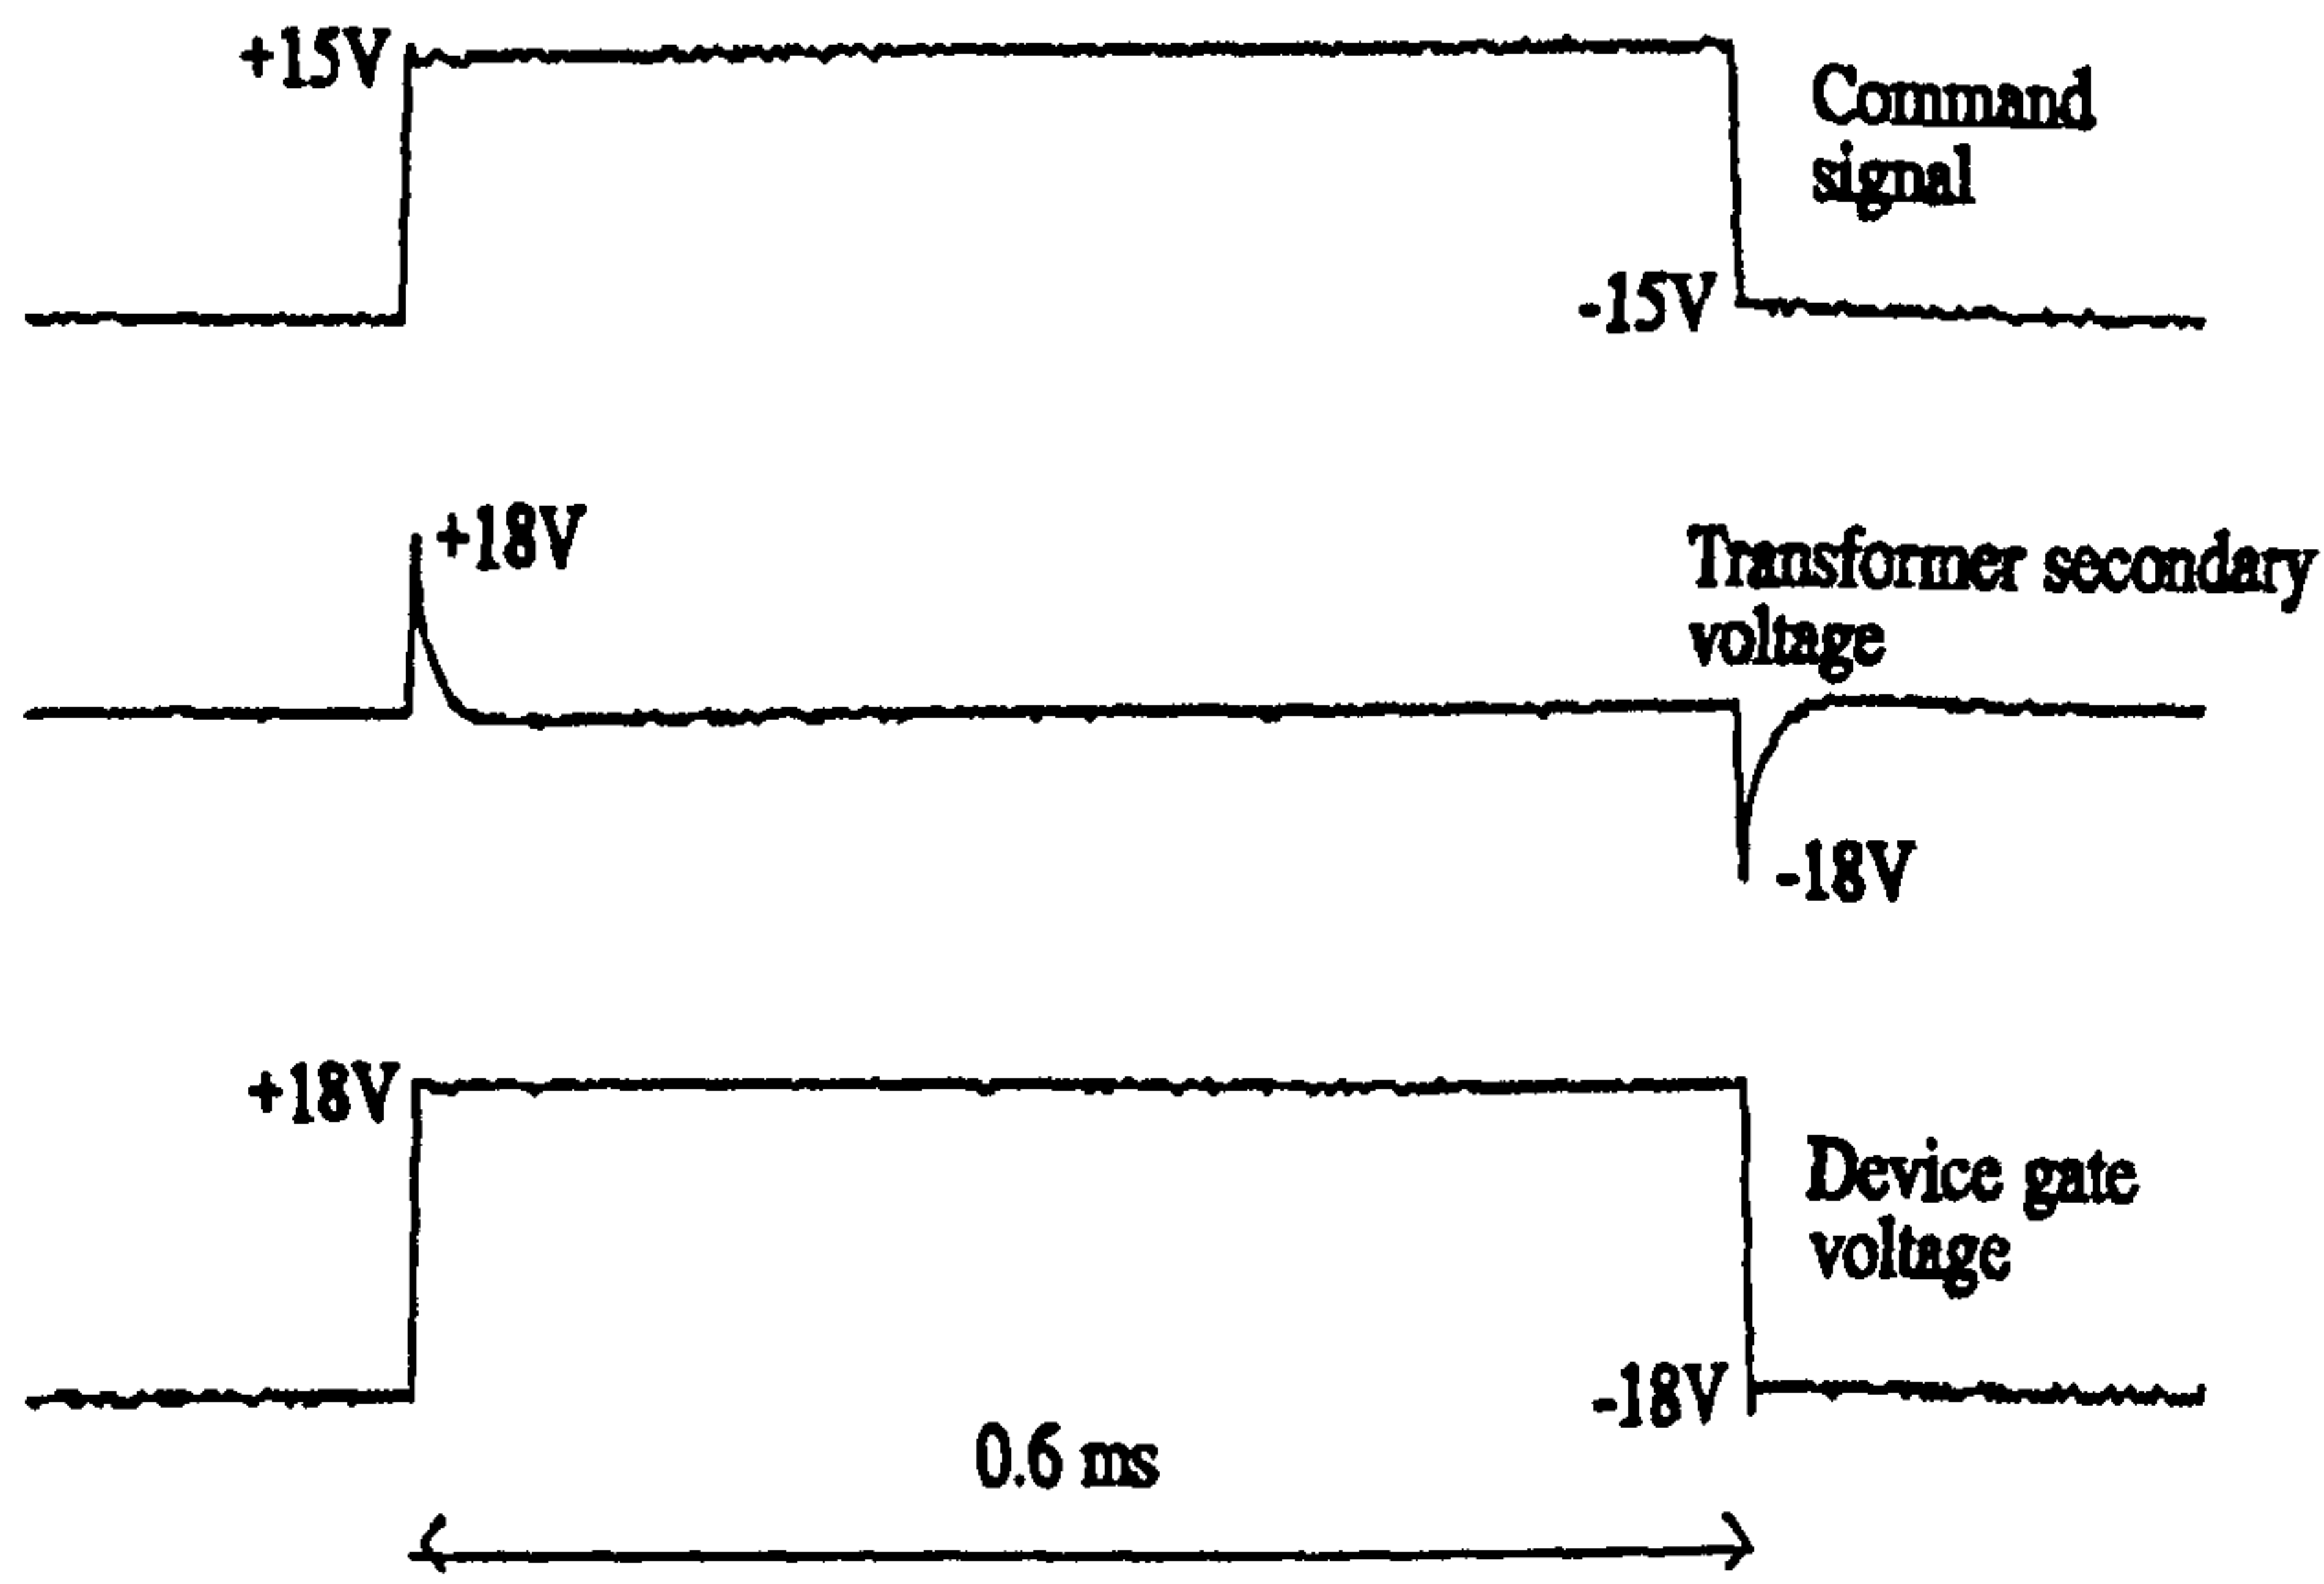 +15V
Command
signal
-15V
+18V
Transformer secondary
voltage
-18V
+18V
Device gate
voltage
-18V
0.6 ms